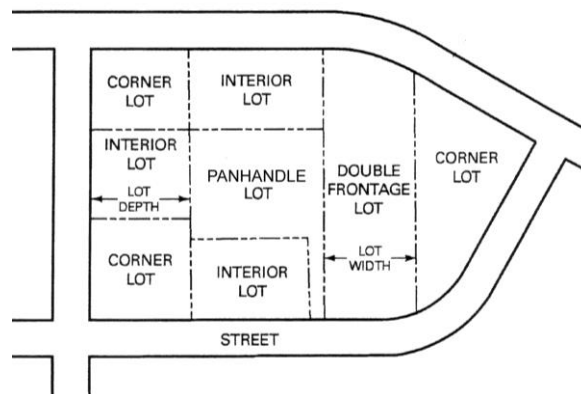 CORNER
LOT
INTERIOR
LOT
INTERIOR
LOT
LOT
DEPTH
PANHANDLE
LOT
DOUBLE
FRONTAGE
LOT
CORNER
LOT
LOT
WIDTH
CORNER
LOT
INTERIOR
LOT
STREET